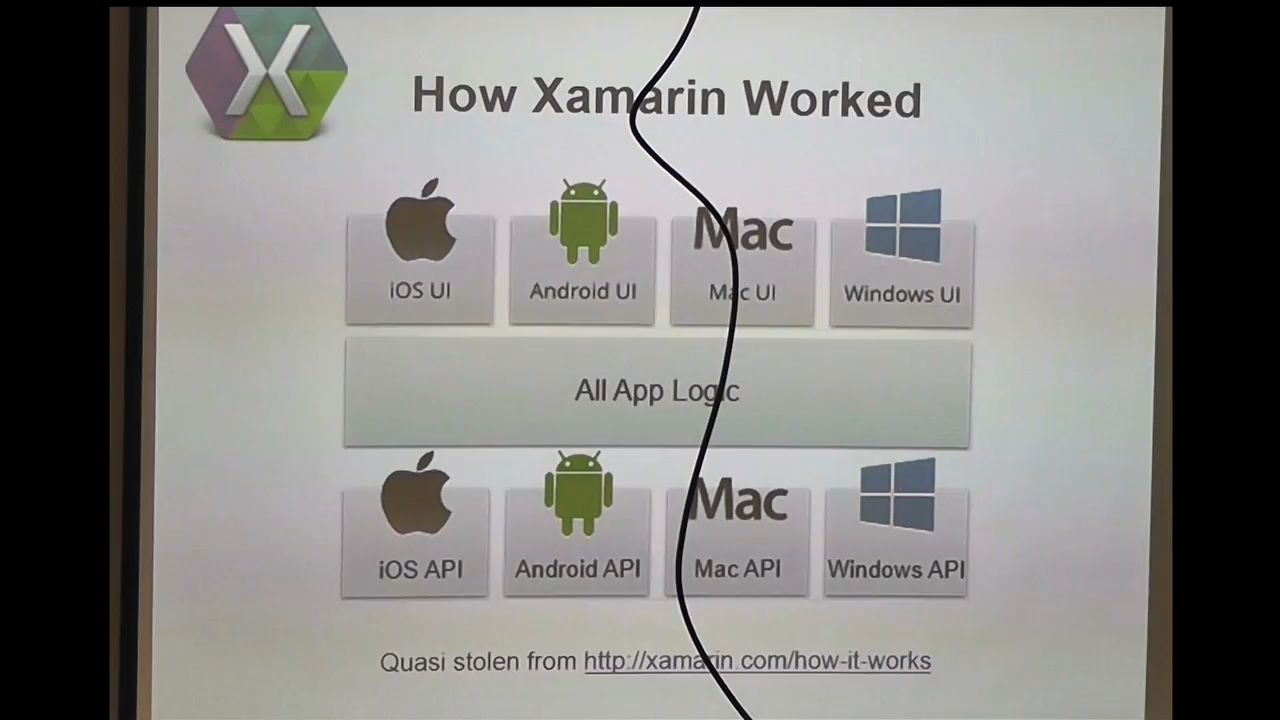 How Xamarin Worked
Mac
iOS UI Android UI Mac UI Windows UI
All App Logic
Mac
iOS API Android API Mac API Windows API
Quasi stolen from http://xamarin.com/how-it-works